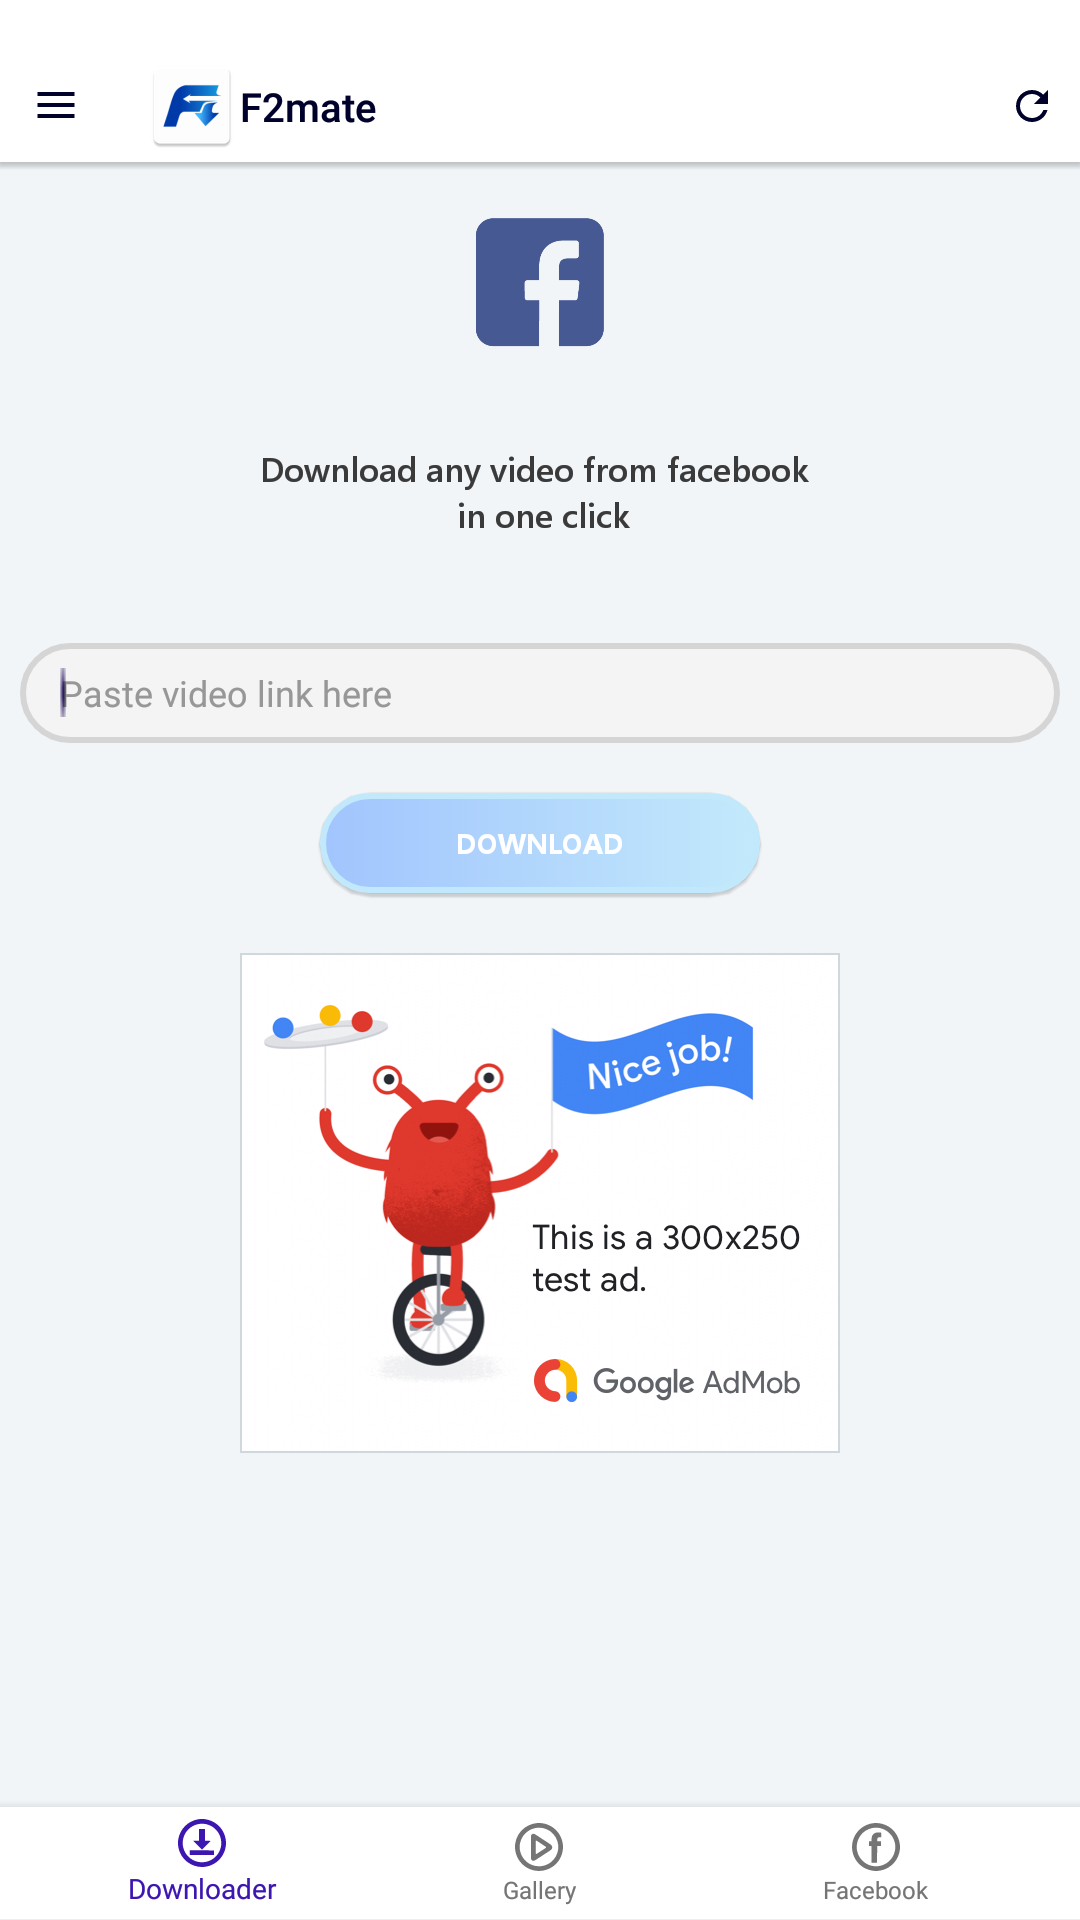 F2mate
Download any video from facebook
in one click
Paste video link here
DOWNLOAD
Nice job!
This is a 300x250
test ad.
Google AdMob
Downloader
Gallery
Facebook